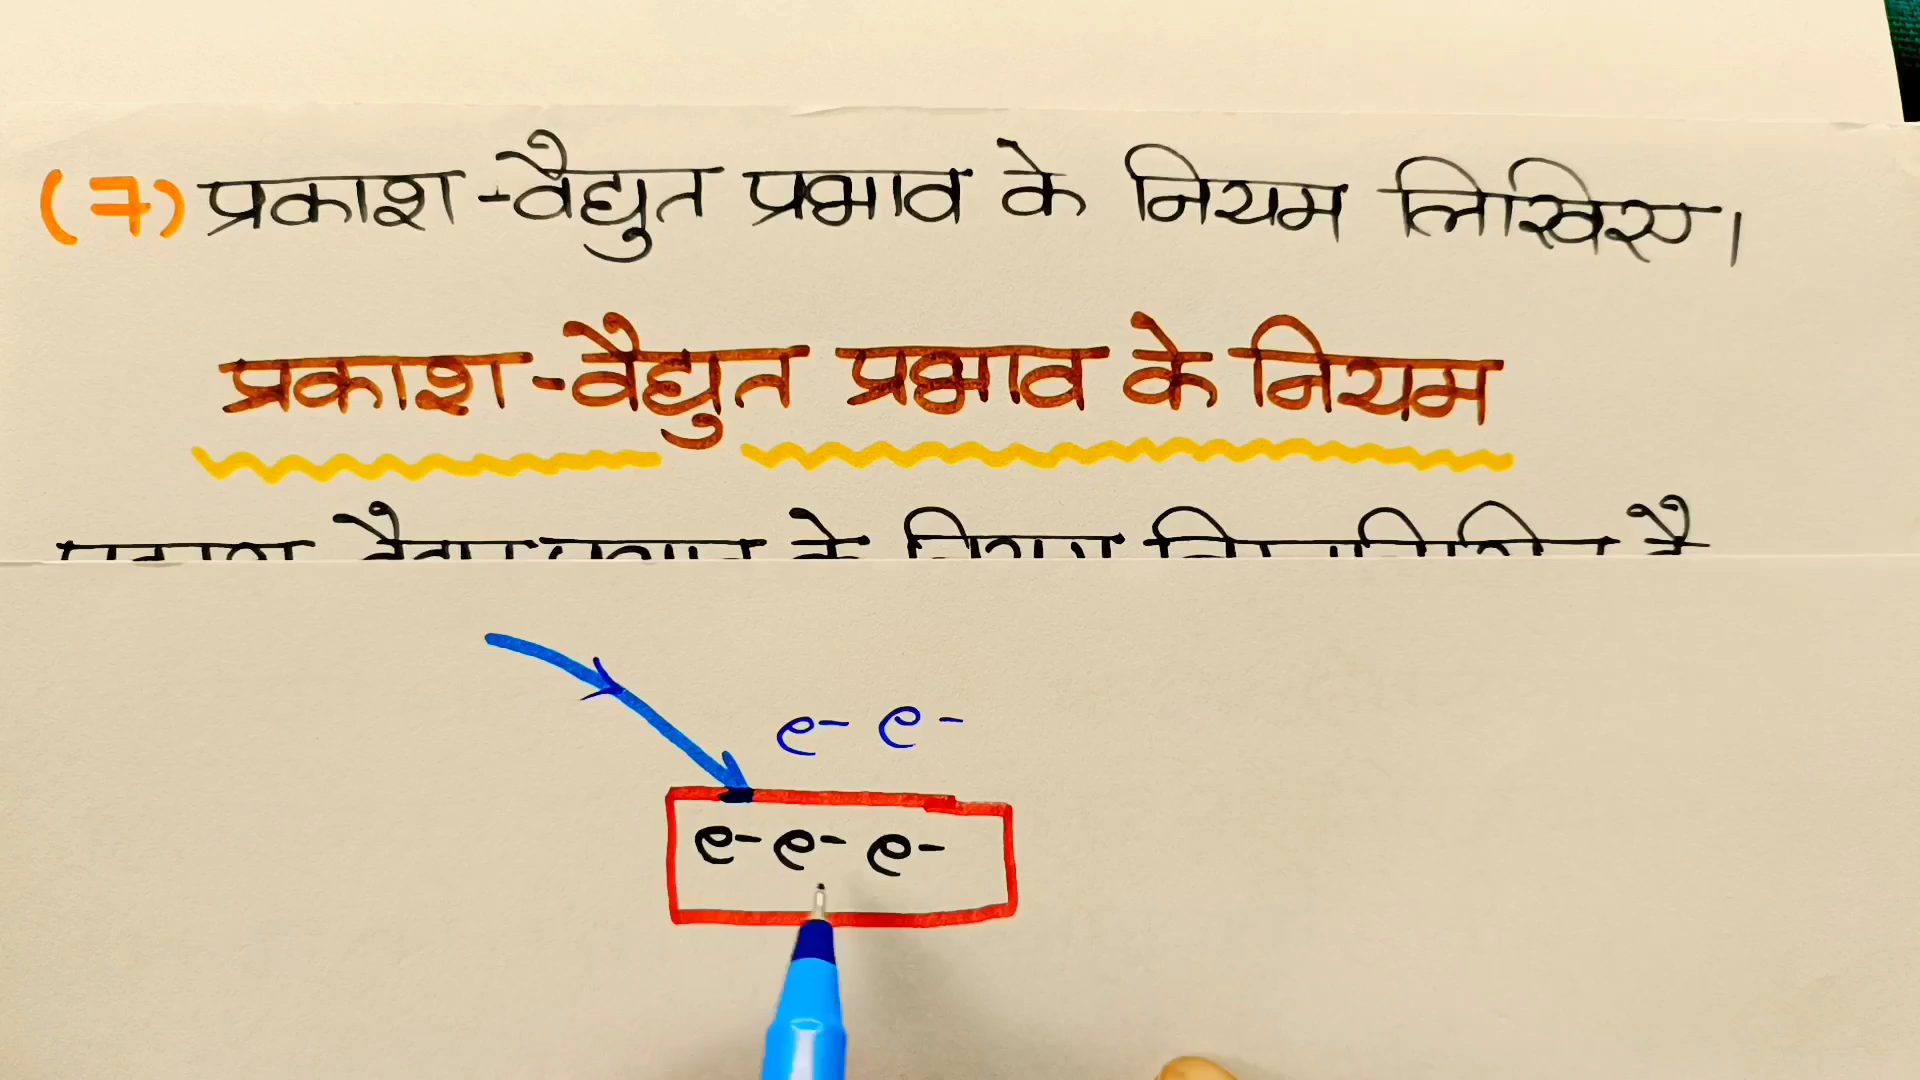 (7) प्रकाश-वैद्युत प्रभाव के नियम लिखिए।
प्रकाश-वैद्युत प्रभाव के नियम
e- e-
e- e- e-